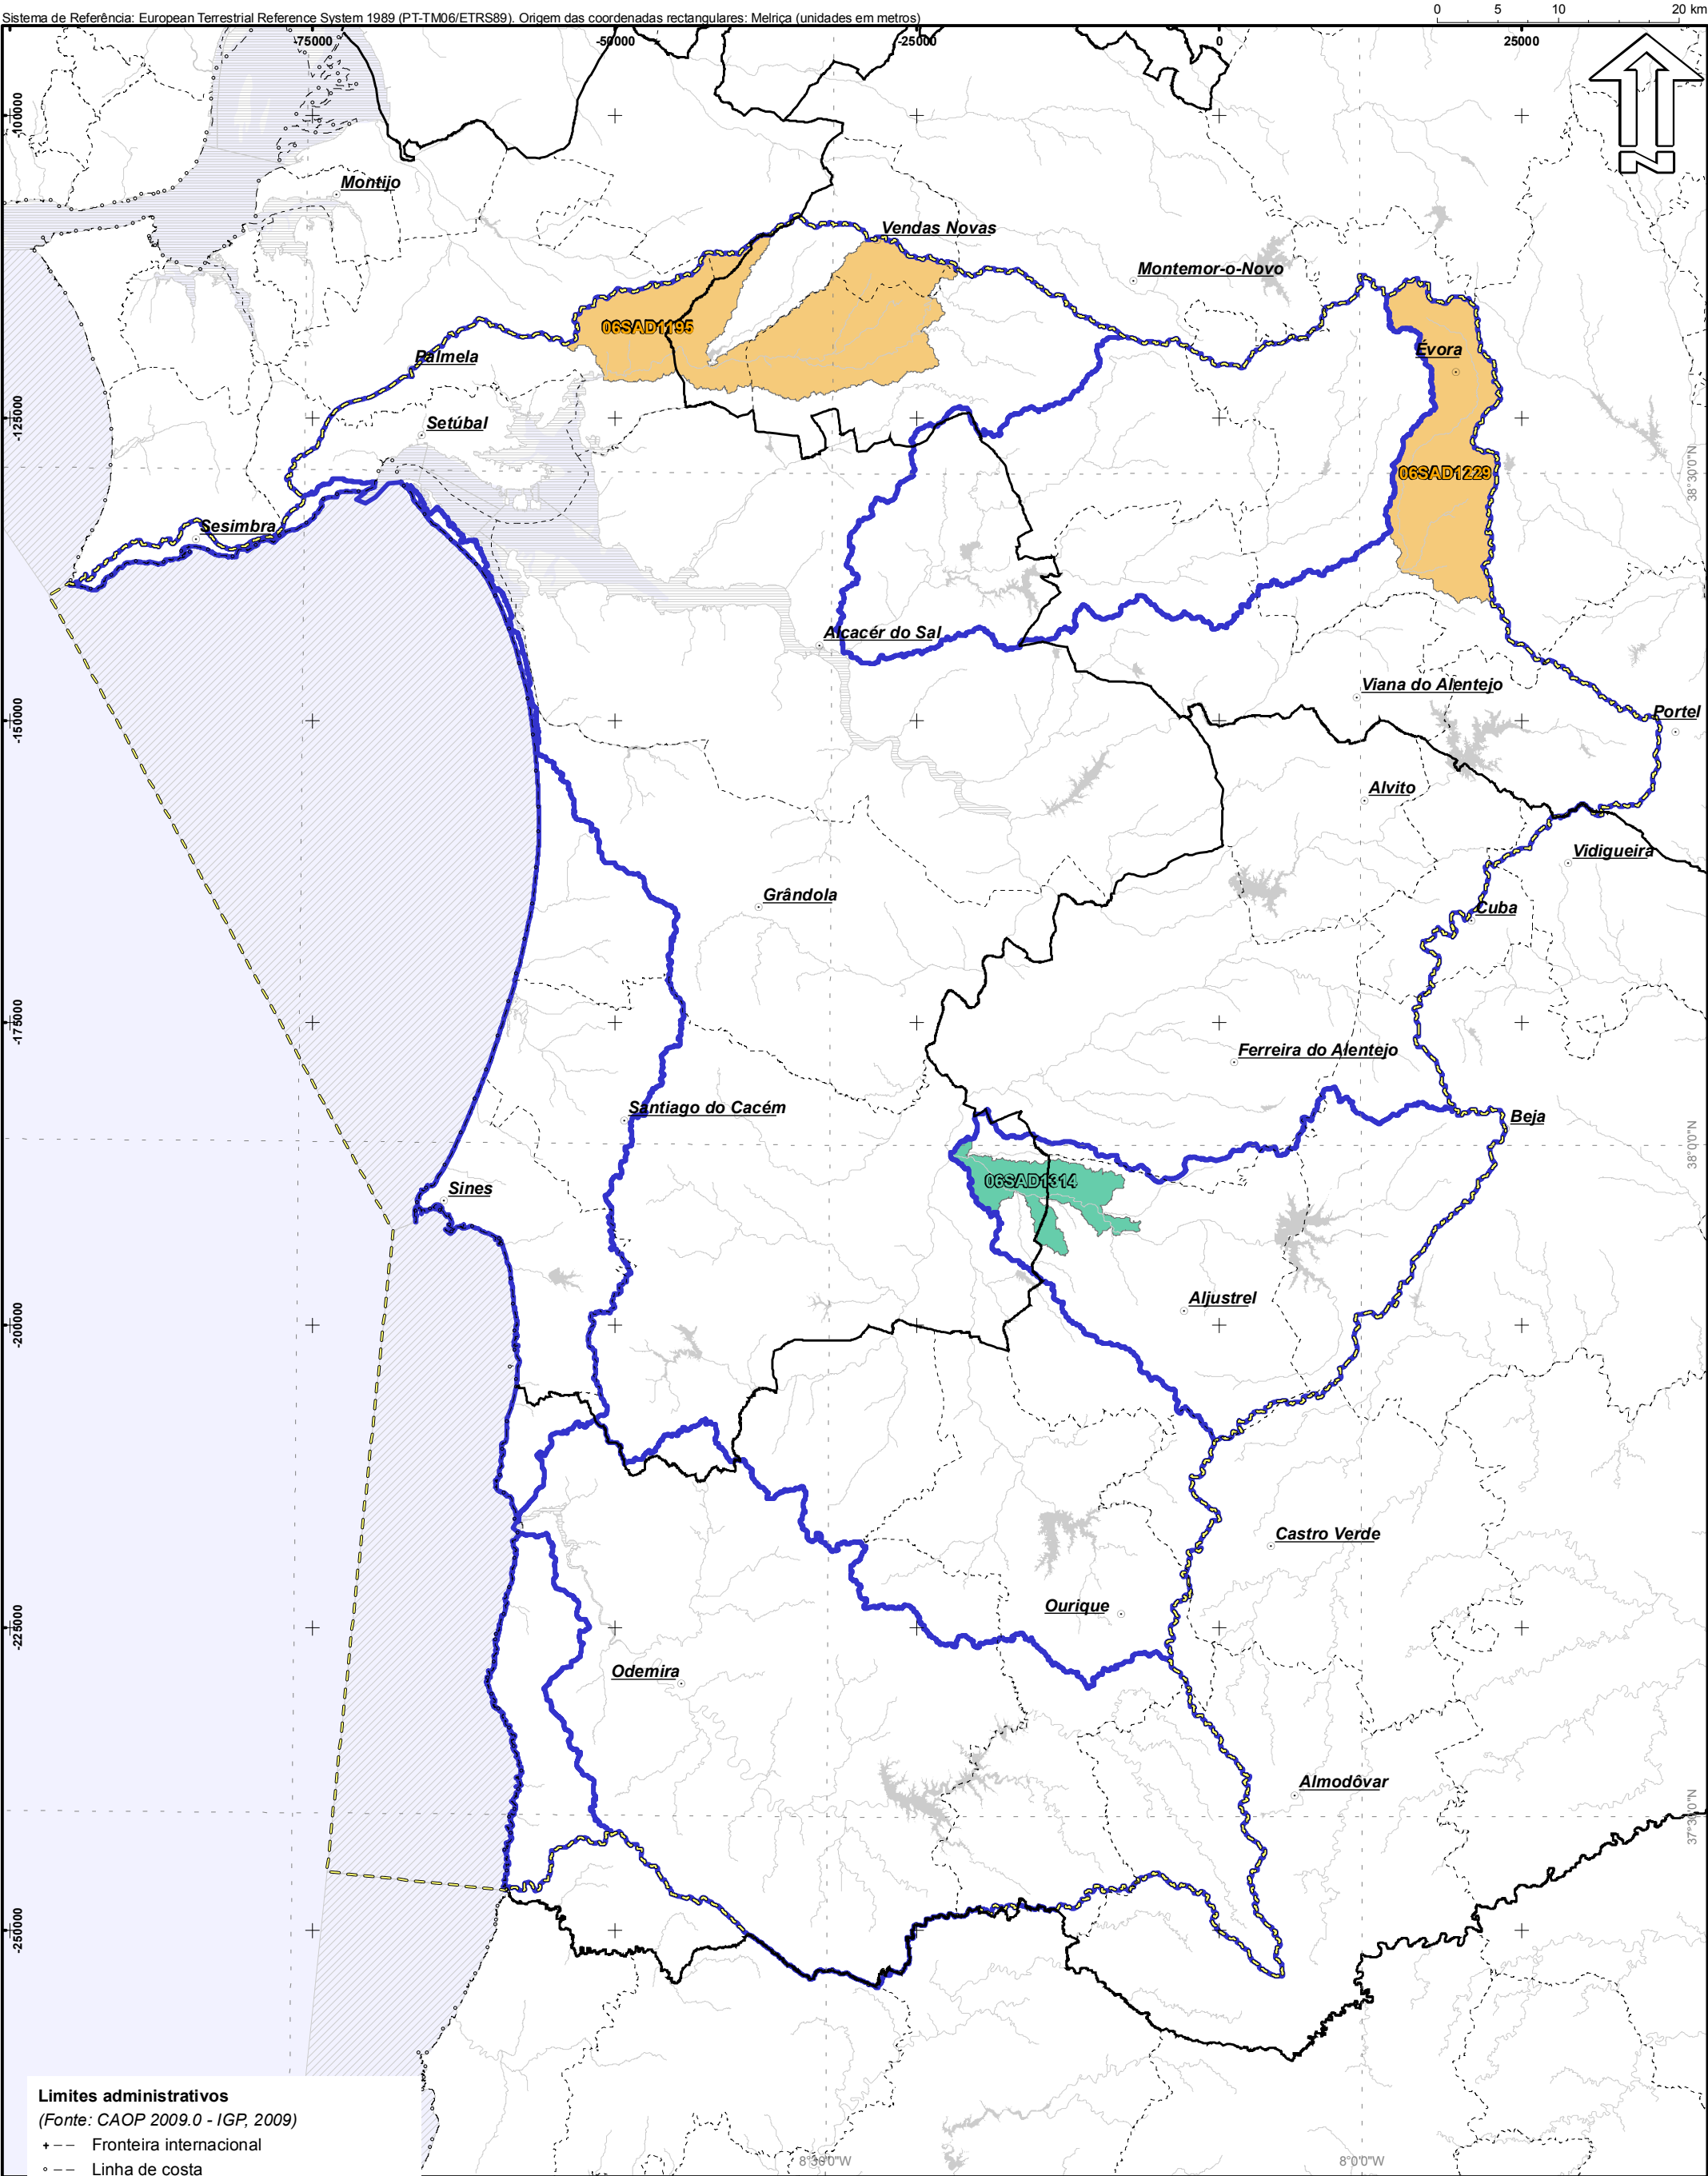 Sistema de Referência: European Terrestrial Reference System 1989 (PT-TM06/ETRS89). Origem das coordenadas rectangulares: Melriça (unidades em metros)
0 5 10 20 km
-75000 -50000 -25000 0 25000
-100000
Montijo
Vendas Novas
Montemor-o-Novo
06SAD1195
Évora
Palmela
-125000
Setúbal
06SAD1229
38°30'0"N
Sesimbra
Alcacér do Sal
Viana do Alentejo
Portel
-150000
Alvito
Vidigueira
Grândola
Cuba
-175000
Ferreira do Alentejo
Santiago do Cacém
Beja
38°0'0"N
06SAD1314
Sines
Aljustrel
-200000
Castro Verde
Ourique
-225000
Odemira
Almodôvar
37°30'0"N
-250000
Limites administrativos
(Fonte: CAOP 2009.0 - IGP, 2009)
Fronteira internacional
Linha de costa
8°30'0"W
8°0'0"W